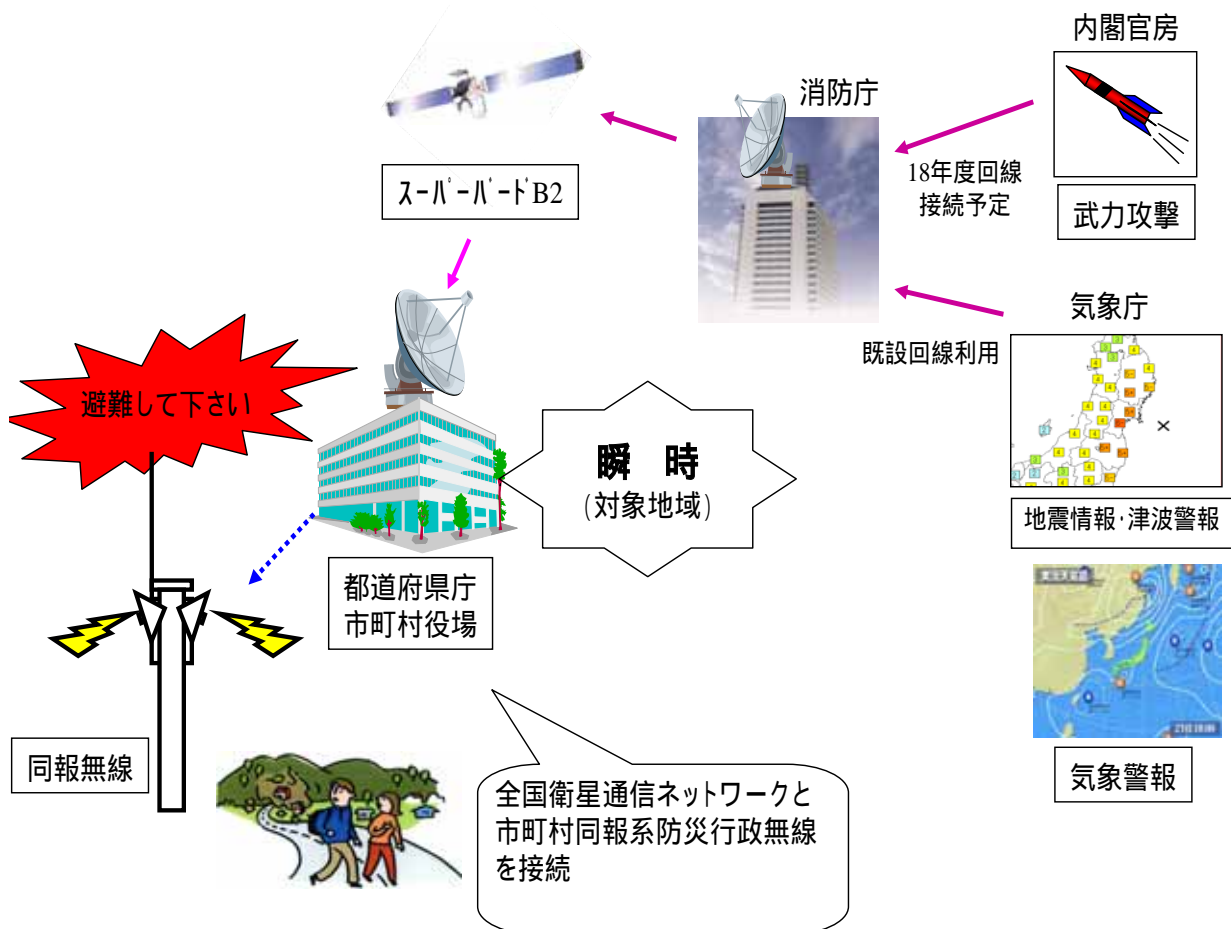 内閣官房
消防庁
18年度回線
接続予定
武力攻撃
スーパーバードB2
気象庁
既設回線利用
避難して下さい
瞬 時
(対象地域)
地震情報・津波警報
都道府県庁
市町村役場
同報無線
気象警報
全国衛星通信ネットワークと
市町村同報系防災行政無線
を接続